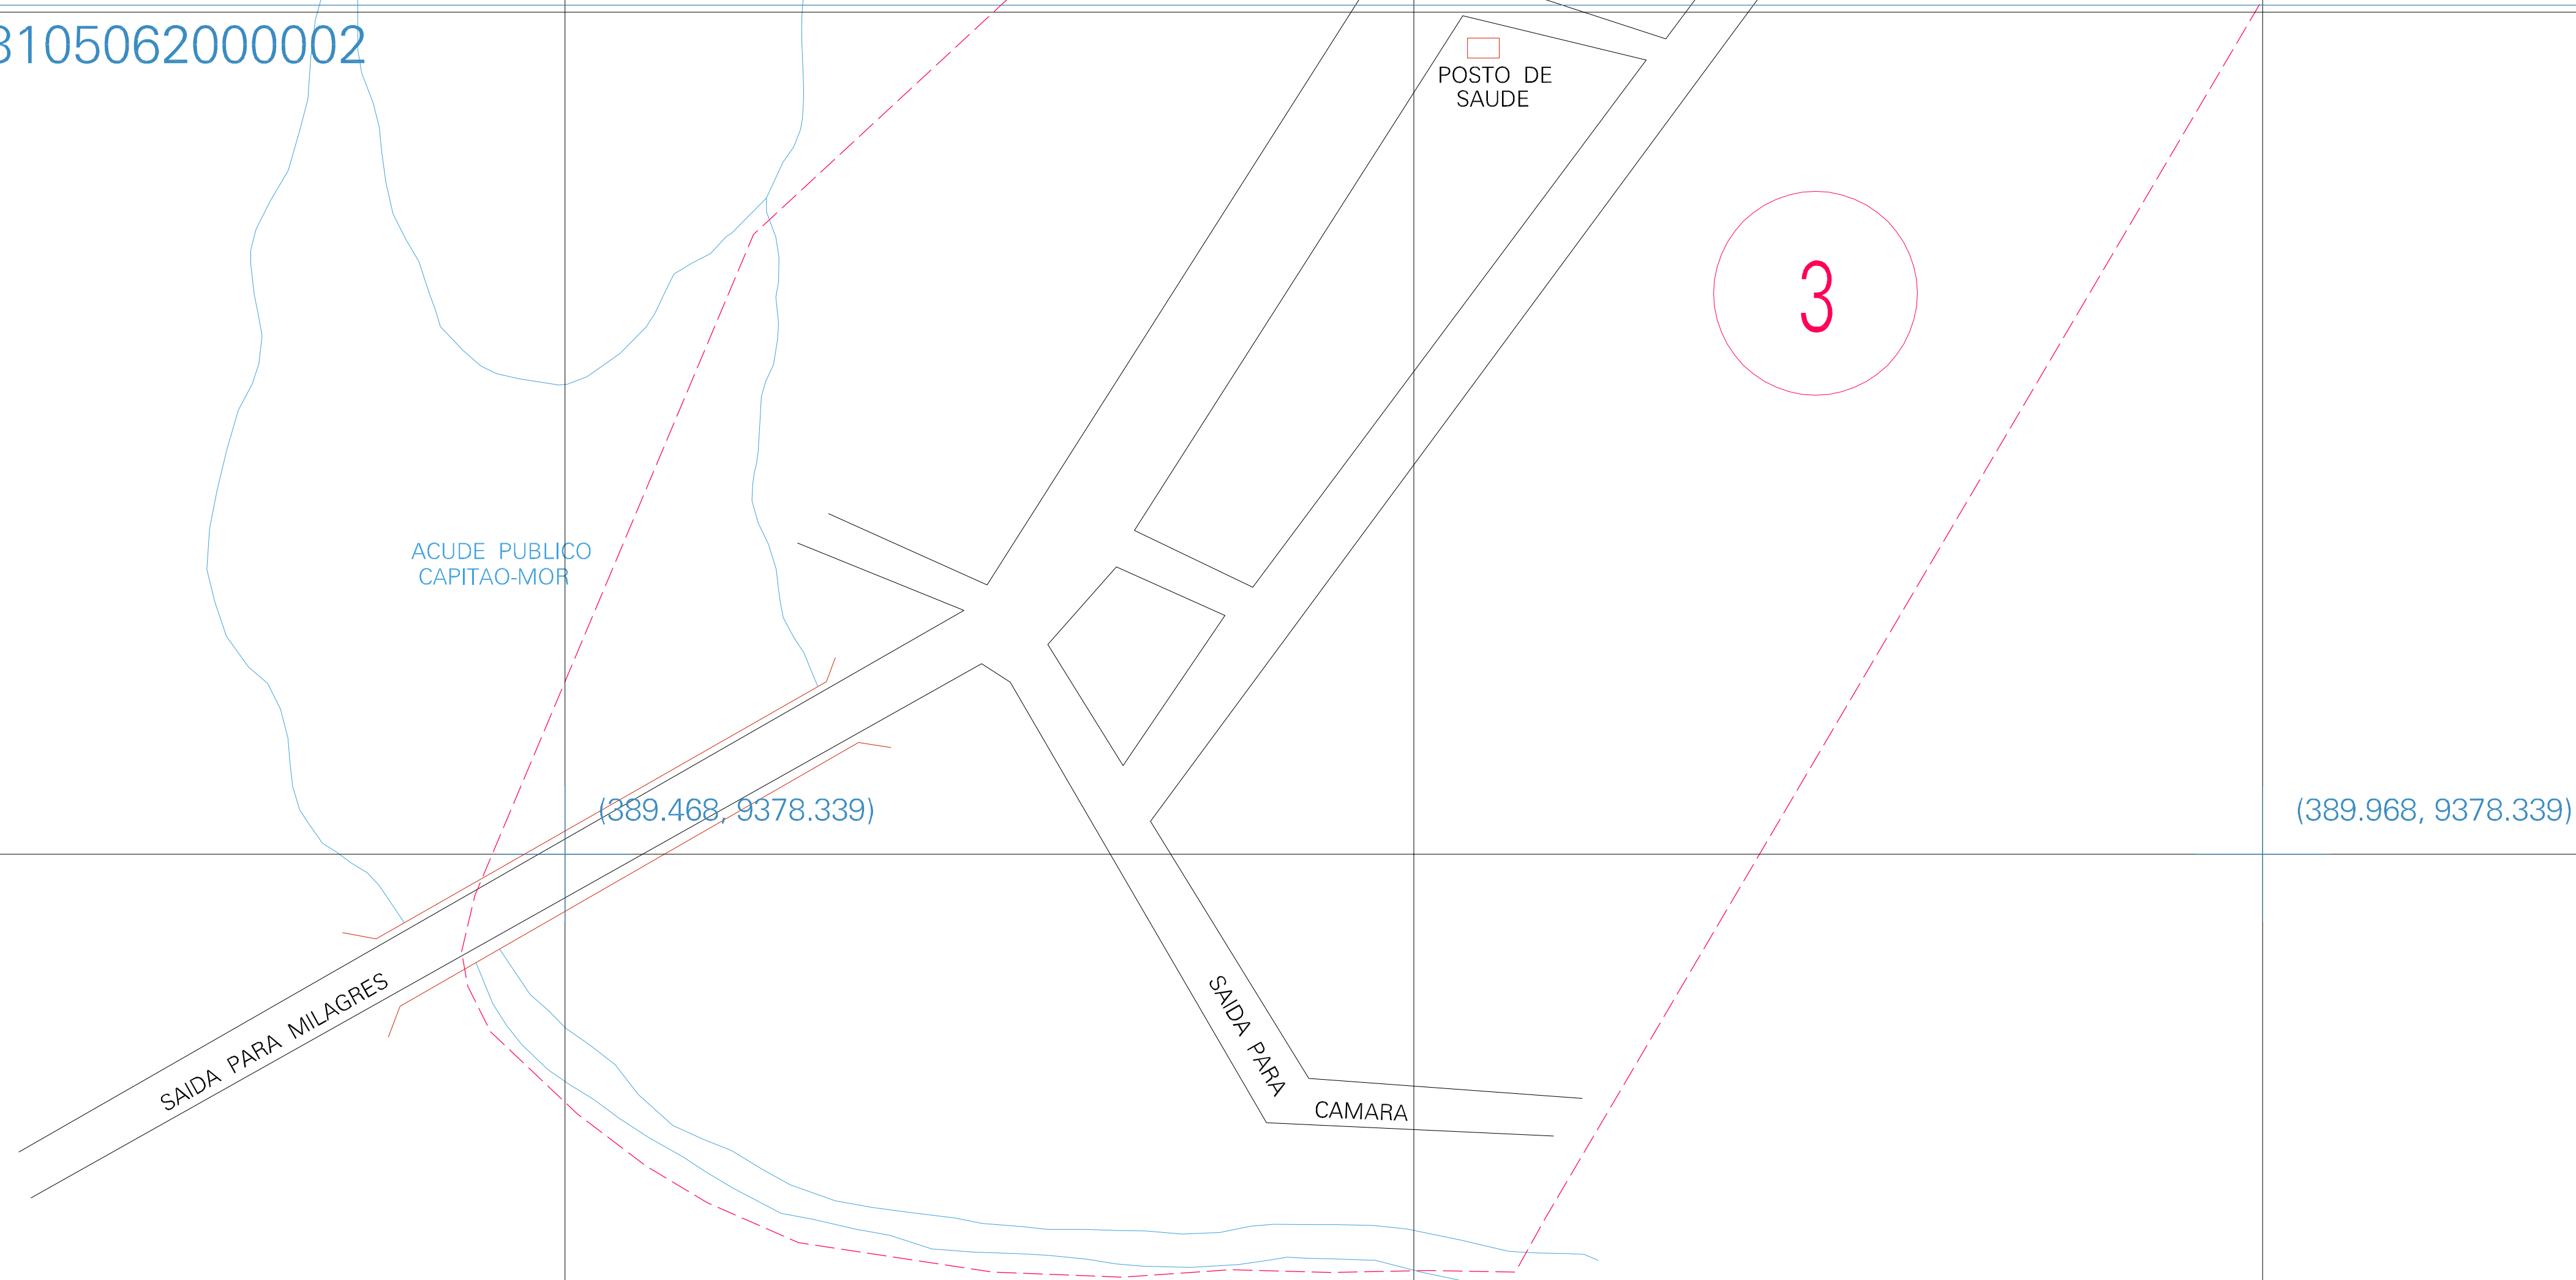 3105062000002
POSTO DE
SAUDE
3
ACUDE PUBLICO
CAPITAO-MOR
(389.468, 9378.339)
(389.968, 9378.339)
SAIDA PARA MILAGRES
SAIDA PARA
CAMARA